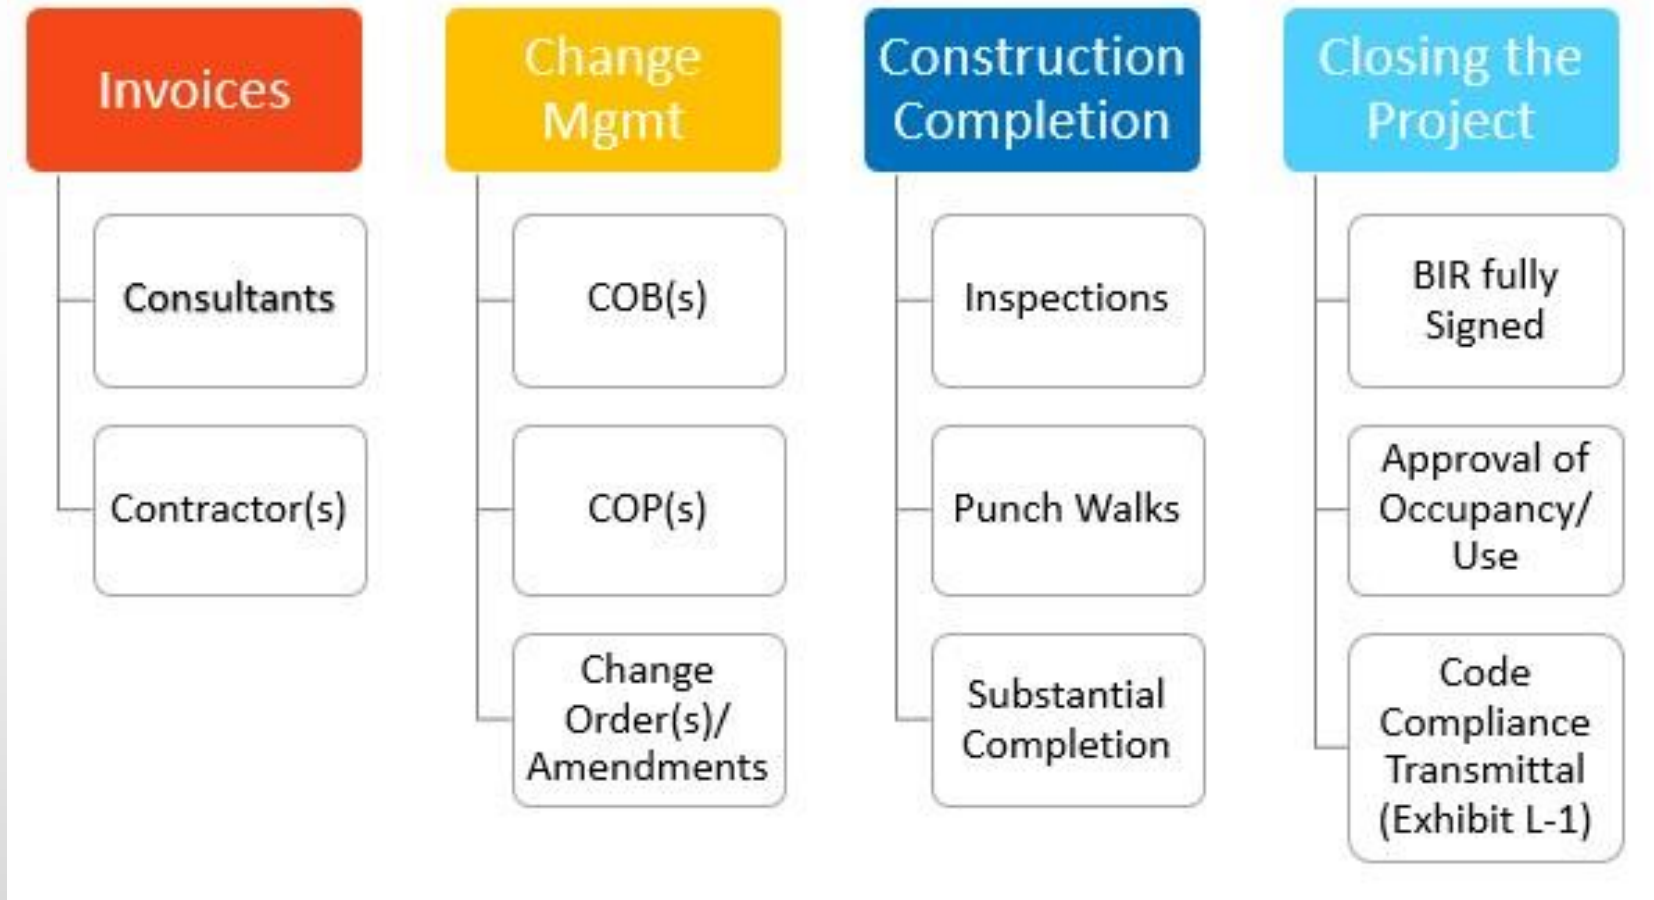 Invoices
Consultants
Contractor(s)
Change
Mgmt
COB(s)
COP(s)
Change
Order(s)/
Amendments
Construction
Completion
Inspections
Punch Walks
Substantial
Completion
Closing the
Project
BIR fully
Signed
Approval of
Occupancy/
Use
Code
Compliance
Transmittal
(Exhibit L-1)